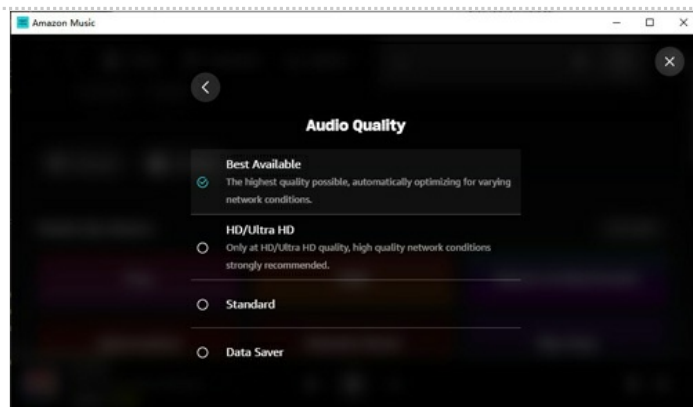 Amazon Music
Audio Quality
Best Available
The highest quality possible, automatically optimizing for varying
network conditions.
HD/Ultra HD
Only at HD/Ultra HD quality, high quality network conditions
strongly recommended.
Standard
Data Saver